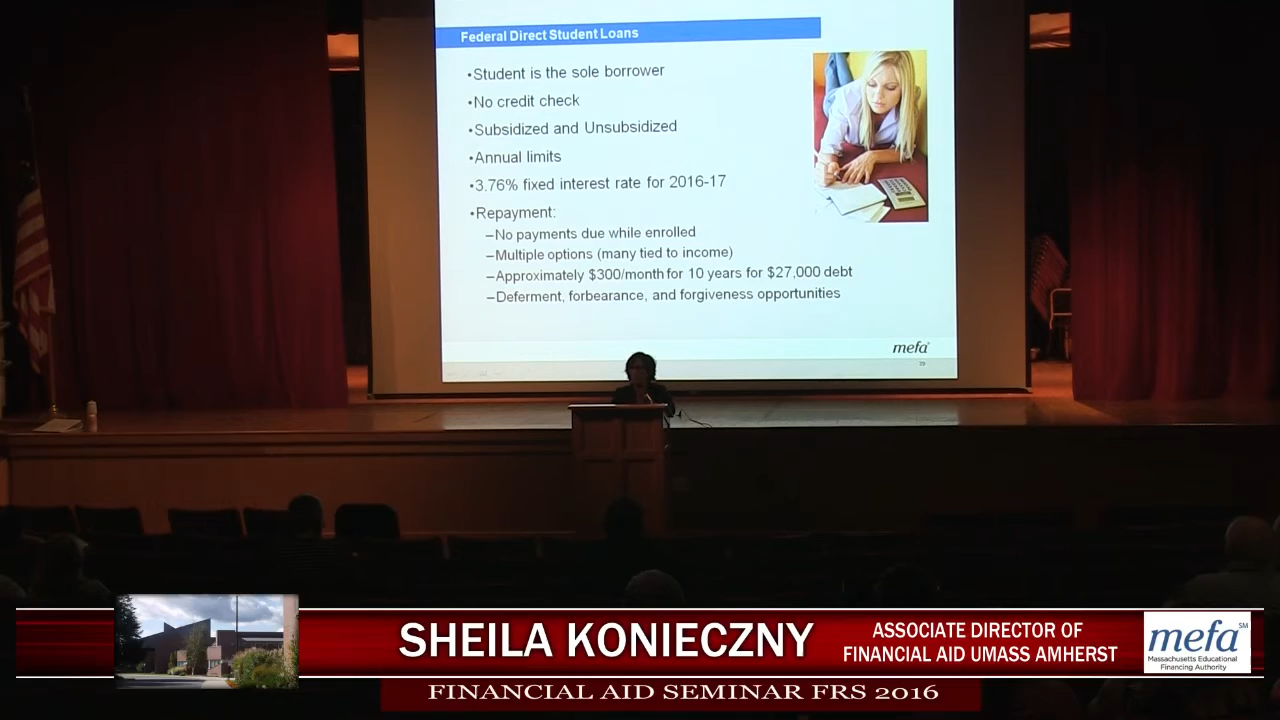 Federal Direct Student Loans
•Student is the sole borrower
•No credit check
•Subsidized and Unsubsidized
•Annual limits
•3.76% fixed interest rate for 2016-17
•Repayment:
–No payments due while enrolled
–Multiple options (many tied to income)
–Approximately $300/month for 10 years for $27,000 debt
–Deferment, forbearance, and forgiveness opportunities
mefa
SHEILA KONIECZNY
ASSOCIATE DIRECTOR OF
FINANCIAL AID UMASS AMHERST
mefa SM
Massachusetts Educational
Financing Authority
FINANCIAL AID SEMINAR FRS 2016